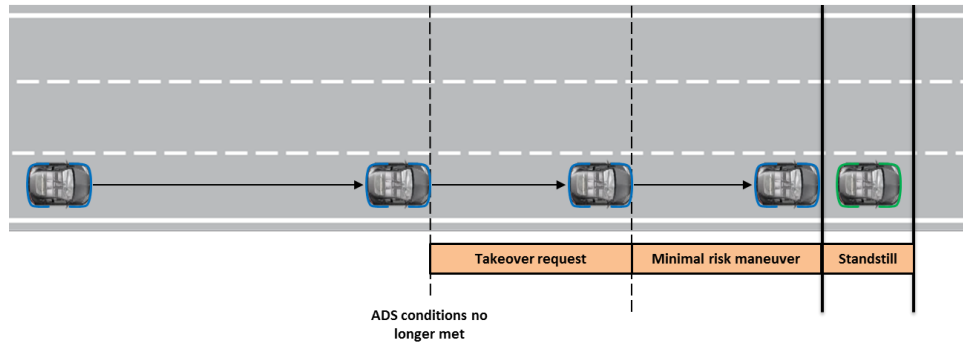 Takeover request
Minimal risk maneuver
Standstill
ADS conditions no
longer met